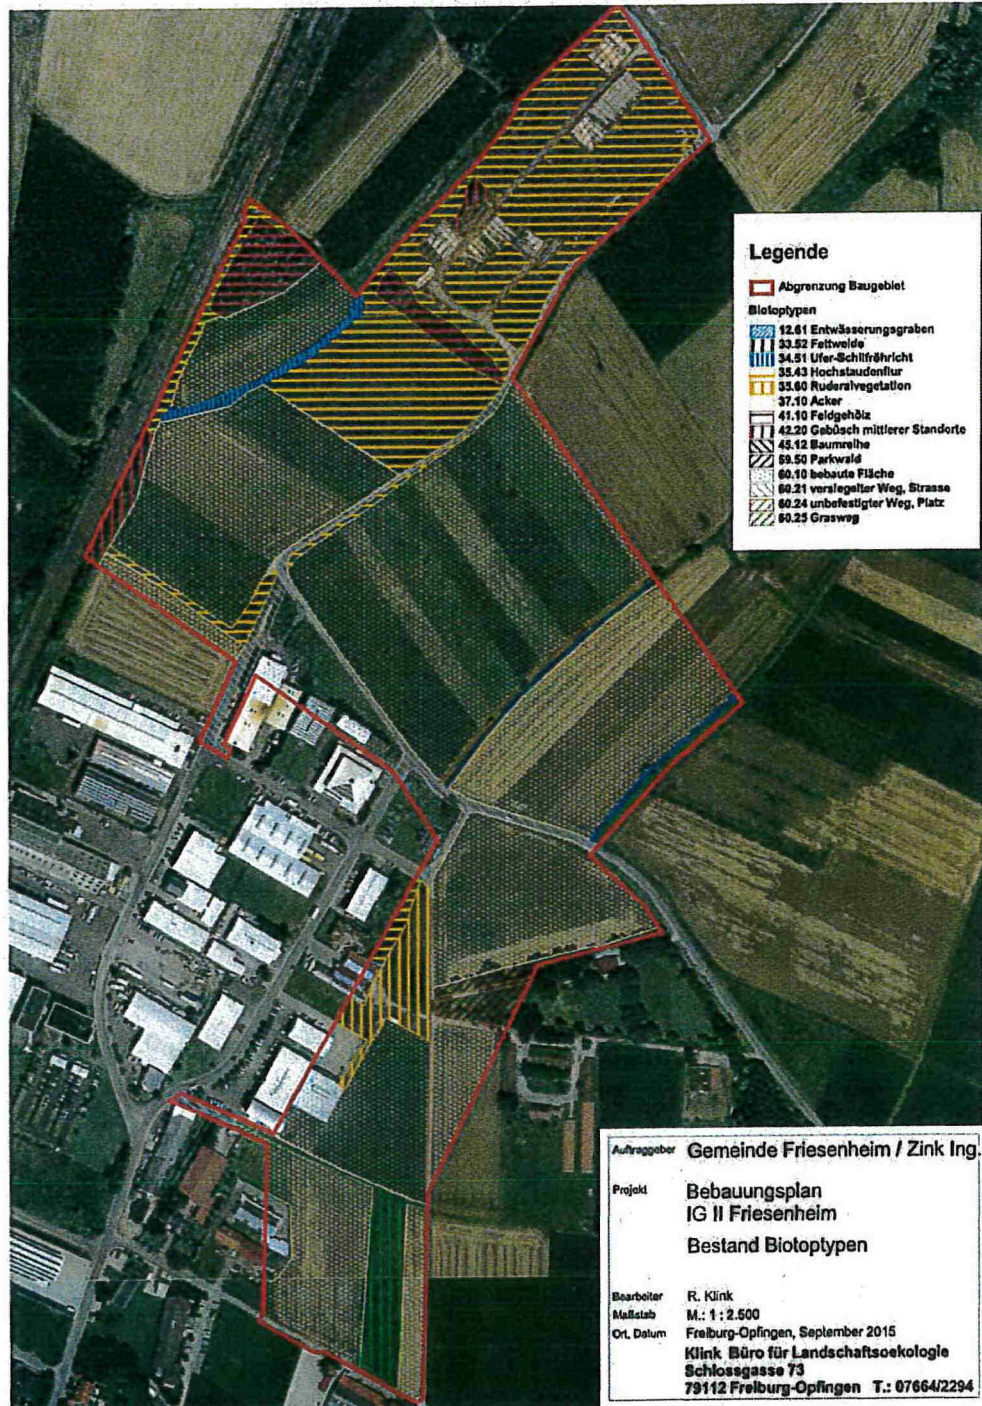 Legende
Abgrenzung Baugebiet
Biotoptypen
12.61 Entwässerungsgraben
33.52 Fettweide
34.51 Ufer-Schilfröhricht
35.43 Hochstaudenflur
35.60 Ruderalvegetation
37.10 Acker
41.10 Feldgehölz
42.20 Gebüsch mittlerer Standorte
45.12 Baumreihe
59.50 Parkwald
60.10 bebaute Fläche
60.21 versiegelter Weg, Strasse
60.24 unbefestigter Weg, Platz
60.25 Grasweg
Auftraggeber Gemeinde Friesenheim / Zink Ing.
Projekt Bebauungsplan
IG II Friesenheim
Bestand Biotoptypen
Bearbeiter R. Klink
Maßstab M.: 1 : 2.500
Ort, Datum Freiburg-Opfingen, September 2015
Klink Büro für Landschaftsoekologie
Schlossgasse 73
79112 Freiburg-Opfingen T.: 07664/2294